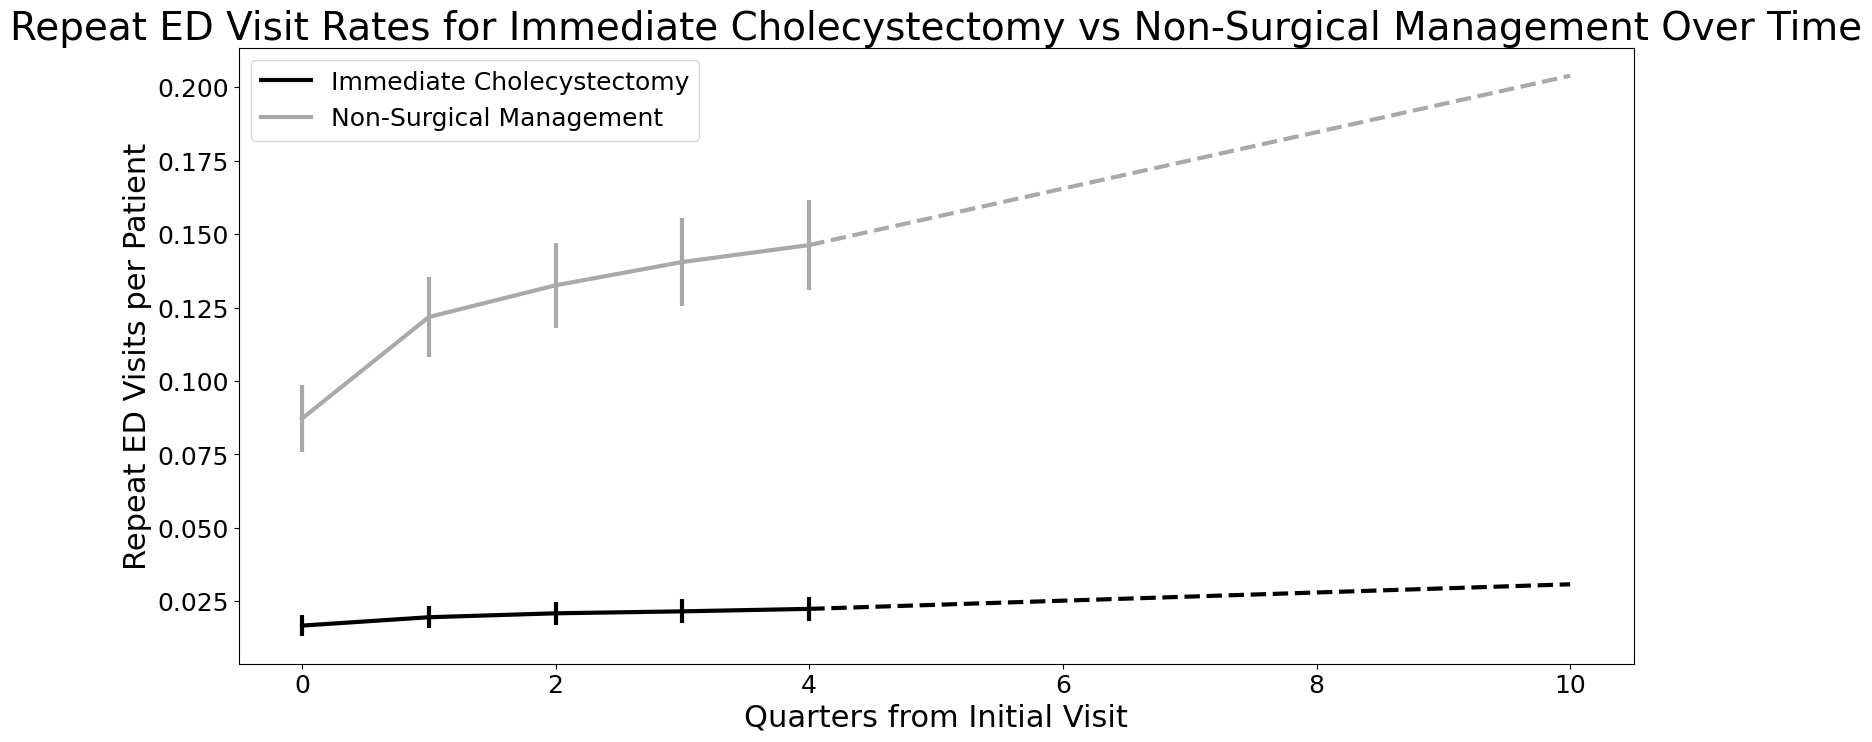 Repeat ED Visit Rates for Immediate Cholecystectomy vs Non-Surgical Management Over Time
Immediate Cholecystectomy
Non-Surgical Management
Repeat ED Visits per Patient
0.200
0.175
0.150
0.125
0.100
0.075
0.050
0.025
0 2 4 6 8 10
Quarters from Initial Visit